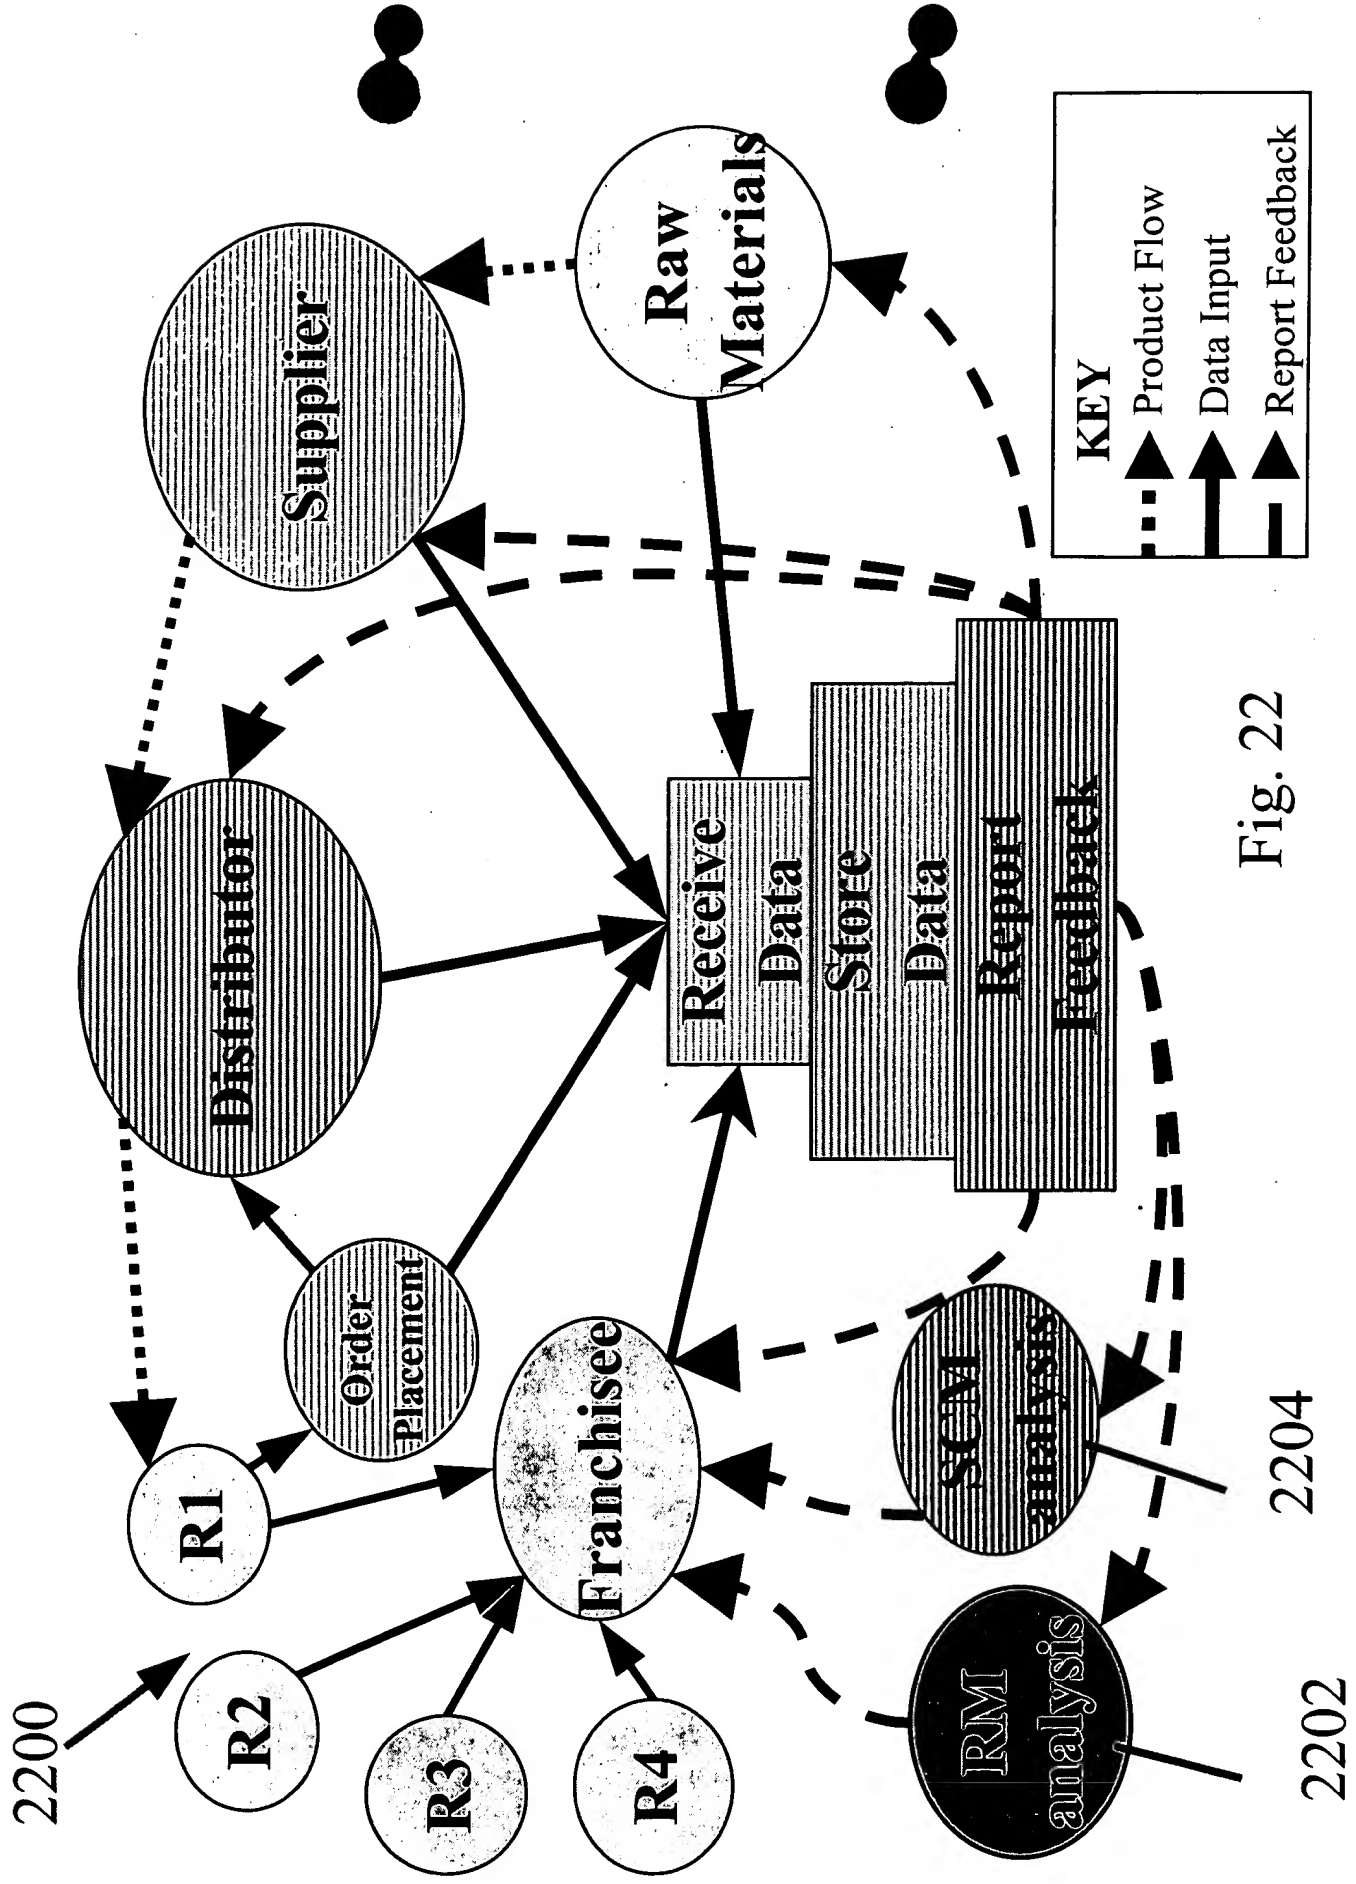 2200
R1
R2
Distributor
Supplier
Order
Placement
R3
R4
Franchisee
Raw
Materials
Receive
Data
Store
Data
Report
Feedback
RM
analysis
SCM
analysis
KEY
Product Flow
Data Input
Report Feedback
2202
2204
Fig. 22